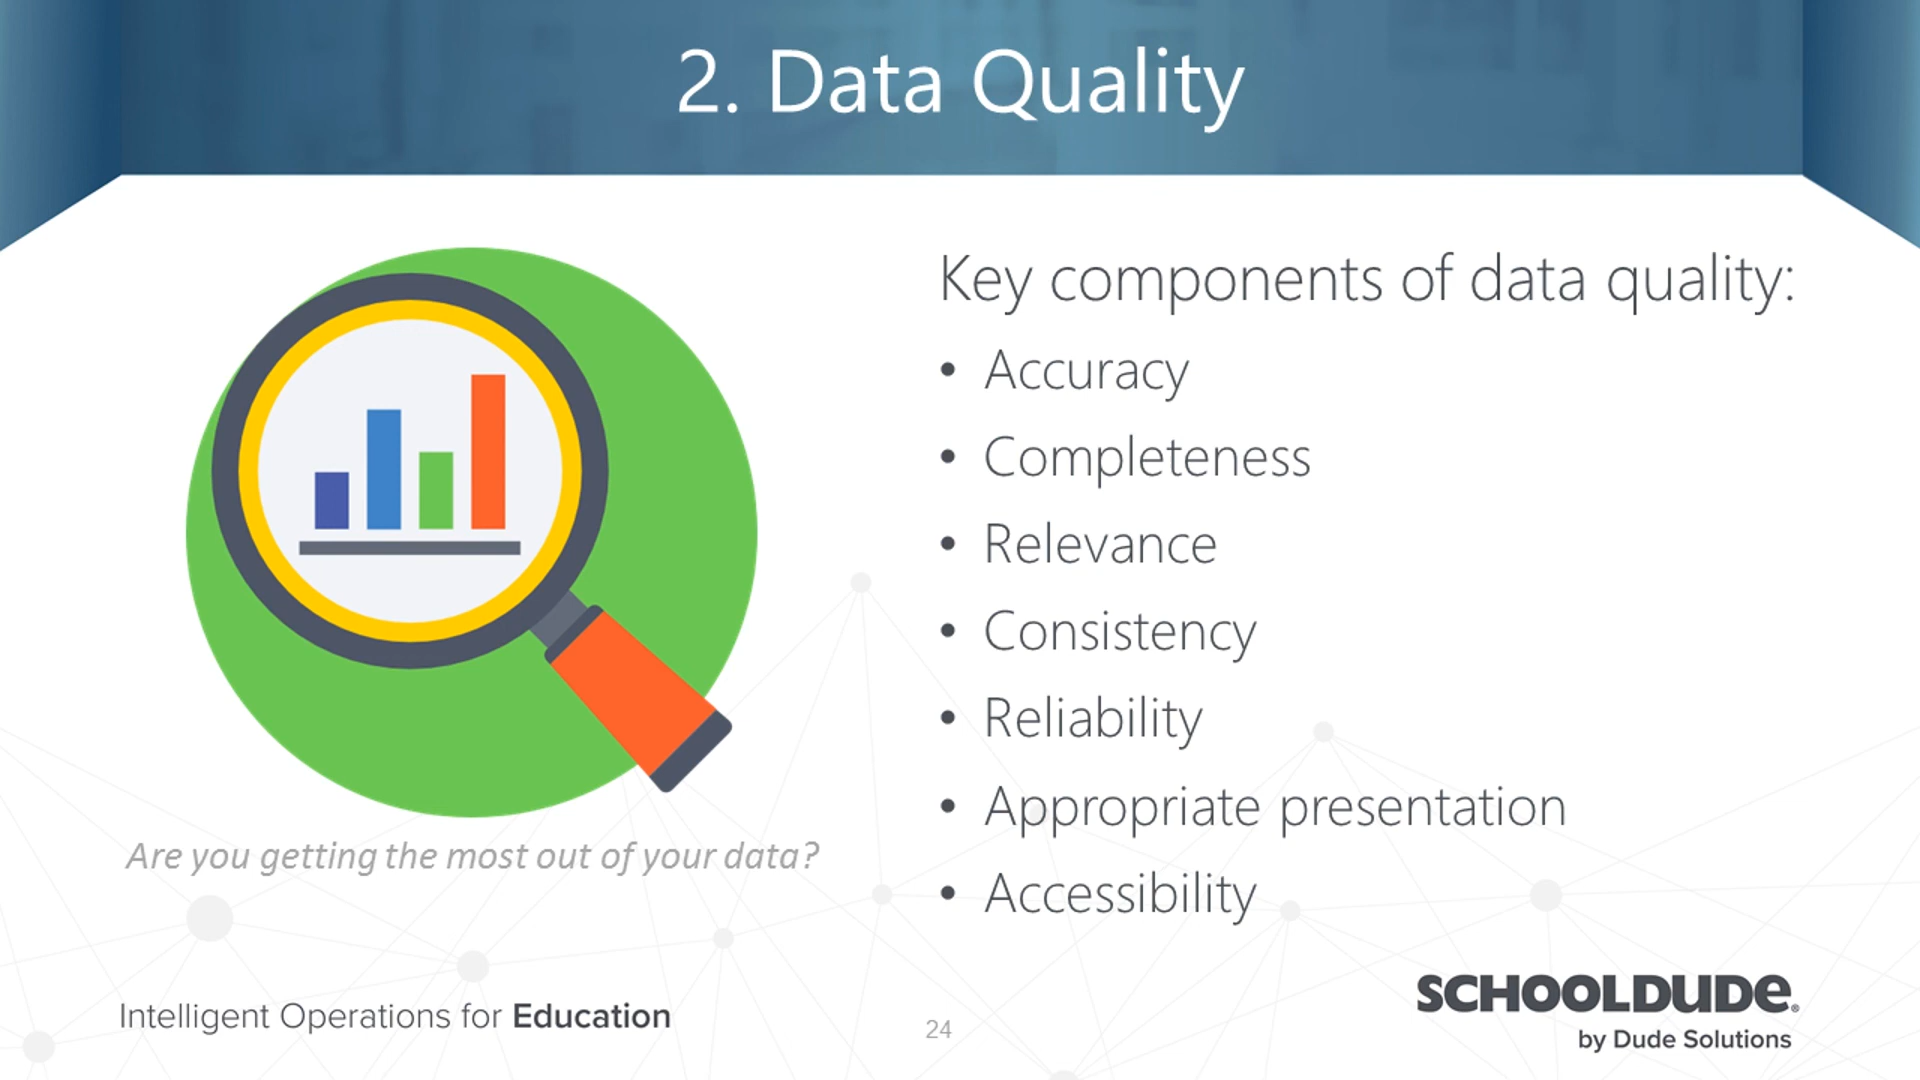 2. Data Quality
Key components of data quality:
• Accuracy
• Completeness
• Relevance
• Consistency
• Reliability
• Appropriate presentation
• Accessibility
Are you getting the most out of your data?
Intelligent Operations for Education
24
SCHOOLDUDE®
by Dude Solutions